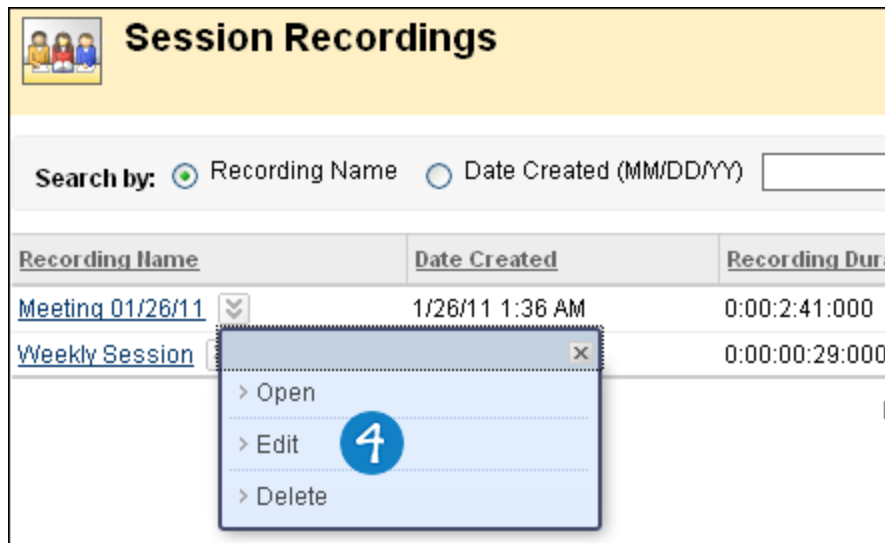 Session Recordings
Search by: Recording Name Date Created (MM/DD/YY)
Recording Name Date Created Recording Dura
Meeting 01/26/11 1/26/11 1:36 AM 0:00:2:41:000
Weekly Session 0:00:00:29:000
Open
Edit 4
Delete